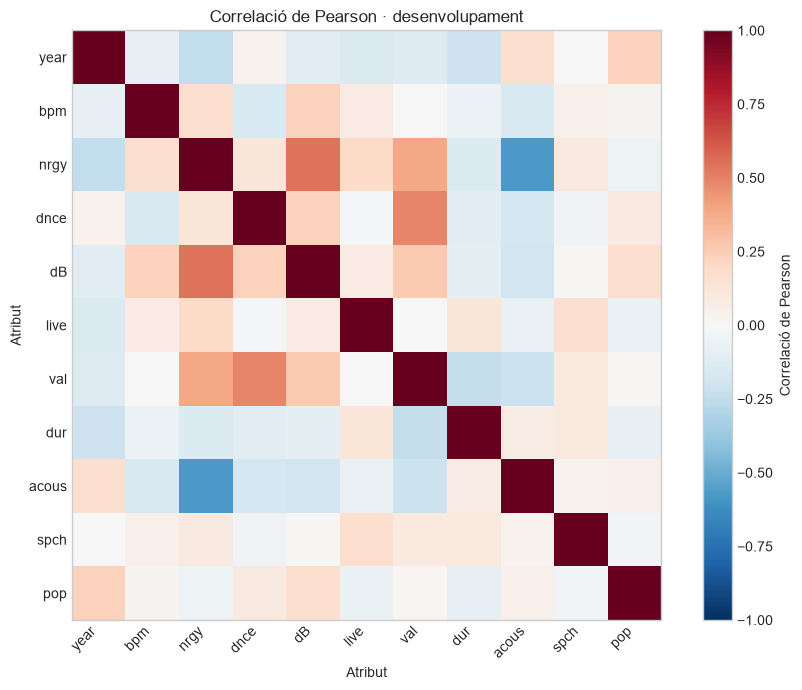 Correlació de Pearson · desenvolupament
year
bpm
nrgy
dnce
dB
live
val
dur
acous
spch
pop
Atribut
year
bpm
nrgy
dnce
dB
live
val
dur
acous
spch
pop
Atribut
1.00
0.75
0.50
0.25
0.00
−0.25
−0.50
−0.75
−1.00
Correlació de Pearson